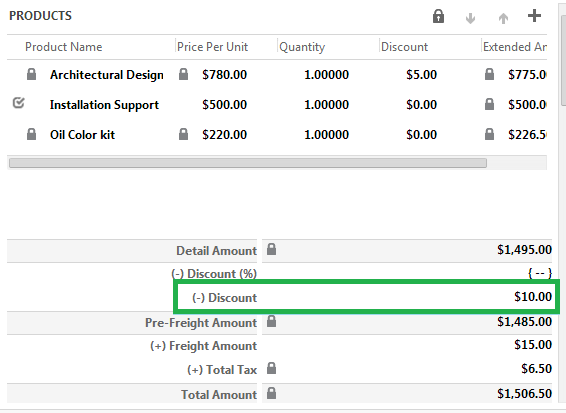 PRODUCTS
Product Name Price Per Unit Quantity Discount Extended An
Architectural Design $780.00 1.00000 $5.00 $775.0
Installation Support $500.00 1.00000 $0.00 $500.0
Oil Color kit $220.00 1.00000 $0.00 $226.5
Detail Amount $1,495.00
(-) Discount (%) { -- }
(-) Discount $10.00
Pre-Freight Amount $1,485.00
(+) Freight Amount $15.00
(+) Total Tax $6.50
Total Amount $1,506.50